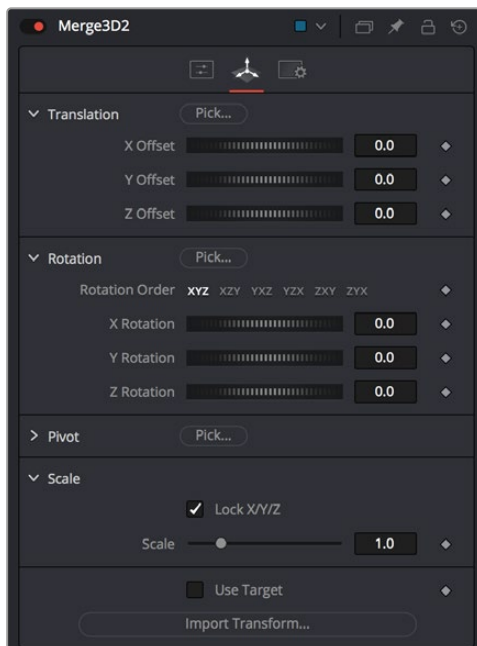 Merge3D2
Translation Pick...
X Offset 0.0
Y Offset 0.0
Z Offset 0.0
Rotation Pick...
Rotation Order XYZ XZY YXZ YZX ZXY ZYX
X Rotation 0.0
Y Rotation 0.0
Z Rotation 0.0
Pivot Pick...
Scale
Lock X/Y/Z
Scale 1.0
Use Target
Import Transform...